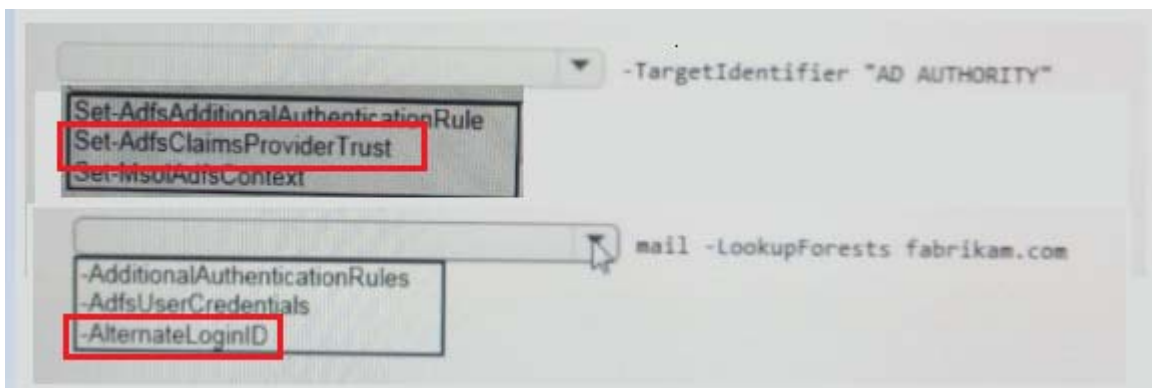 -TargetIdentifier "AD AUTHORITY"
Set-AdfsAdditionalAuthenticationRule
Set-AdfsClaimsProviderTrust
Set-MsolAdfsContext
mail -LookupForests fabrikam.com
-AdditionalAuthenticationRules
-AdfsUserCredentials
-AlternateLoginID